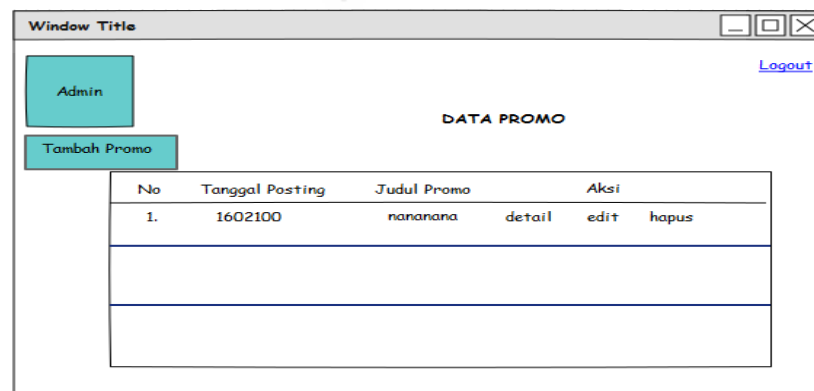 Window Title
Logout
Admin
DATA PROMO
Tambah Promo
No Tanggal Posting Judul Promo Aksi
1. 1602100 nananana detail edit hapus